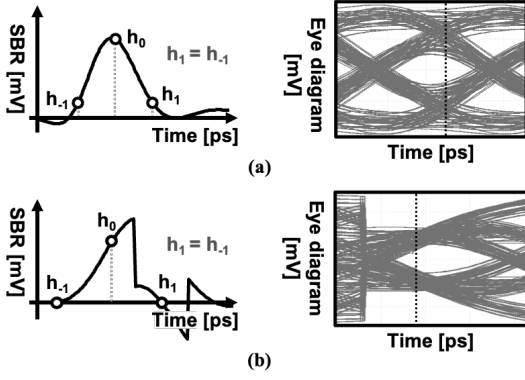 SBR [mV]
h0
h-1
h1
h1 = h-1
Time [ps]
Eye diagram
[mV]
Time [ps]
(a)
SBR [mV]
h0
h-1
h1
h1 = h-1
Time [ps]
Eye diagram
[mV]
Time [ps]
(b)